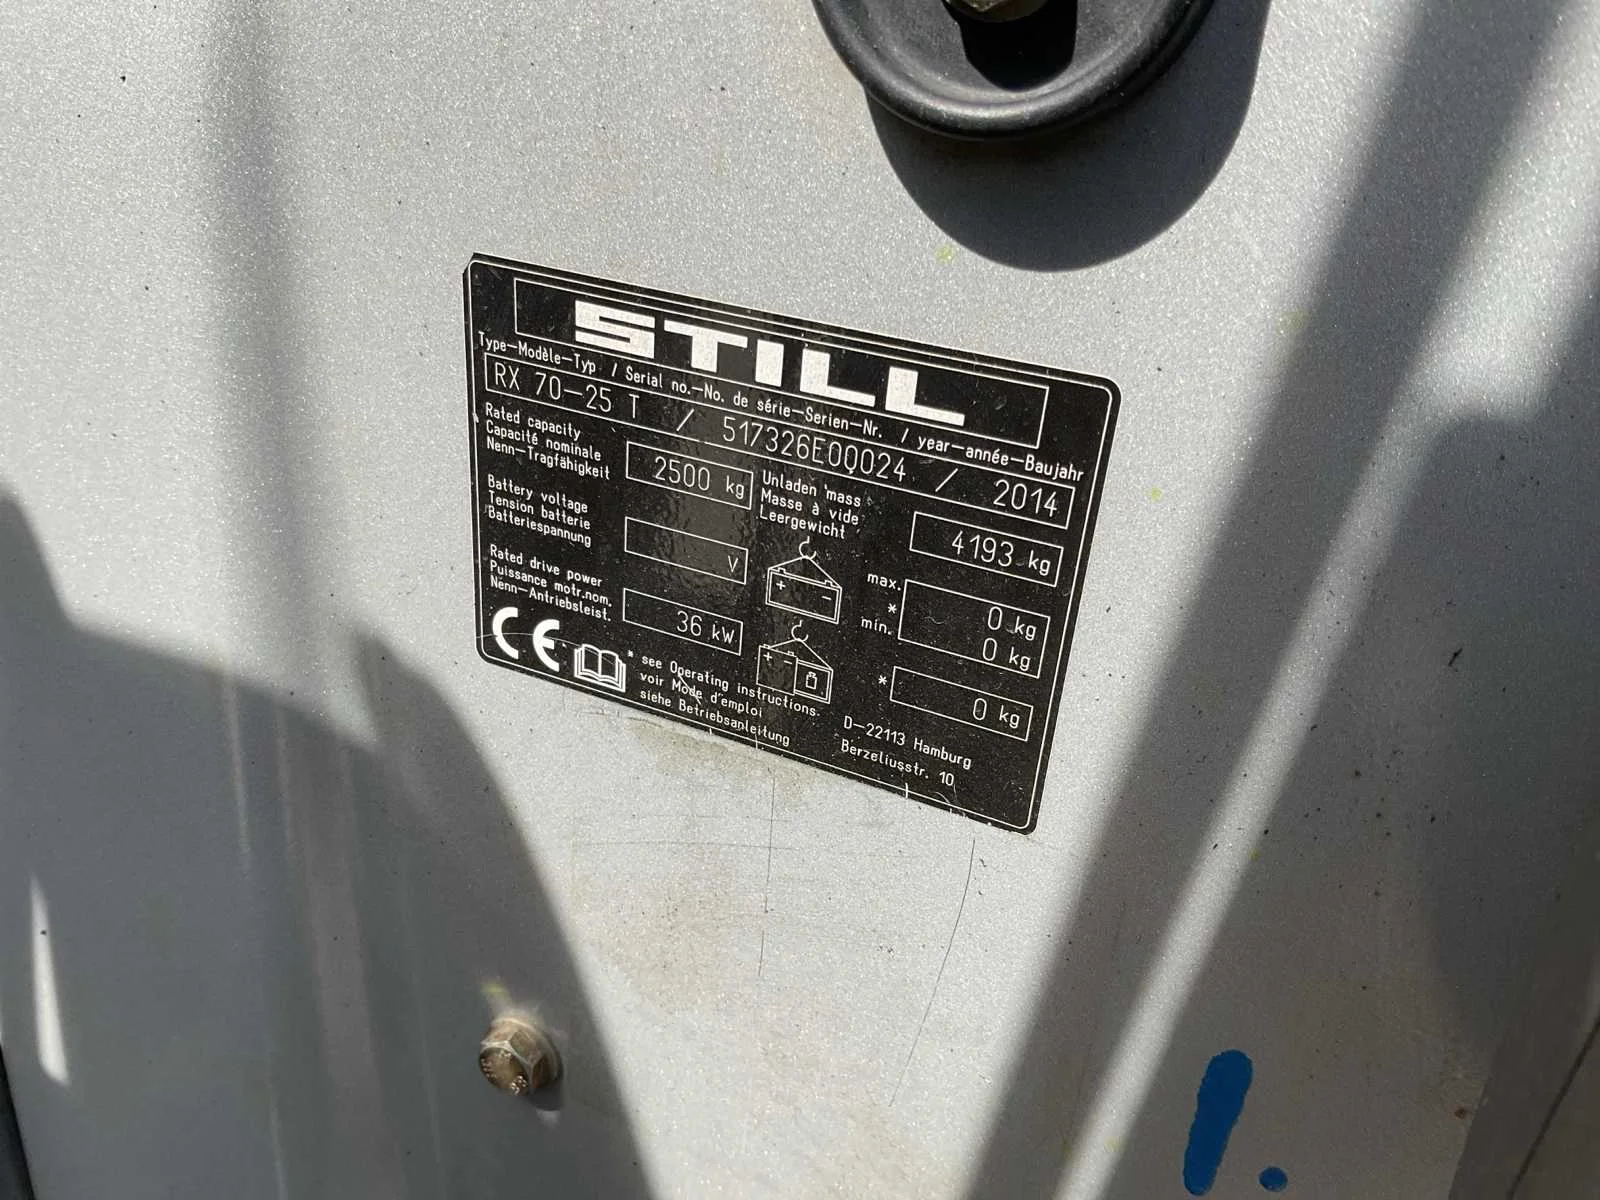 STILL
Type-Modèle-Typ / Serial no.-No. de série-Serien-Nr. / year-année-Baujahr
RX 70-25 T / 517326E00024 / 2014
Rated capacity
Capacité nominale
Nenn-Tragfähigkeit
2500 kg
Unladen mass
Masse à vide
Leergewicht
4193 kg
Battery voltage
Tension batterie
Batteriespannung
V
+ -
max. 0 kg
*
min. 0 kg
Rated drive power
Puissance motr.nom.
Nenn-Antriebsleist.
36 kW
+
* 0 kg
CE
* see Operating instructions.
voir Mode d'emploi
siehe Betriebsanleitung
D-22113 Hamburg
Berzeliusstr. 10